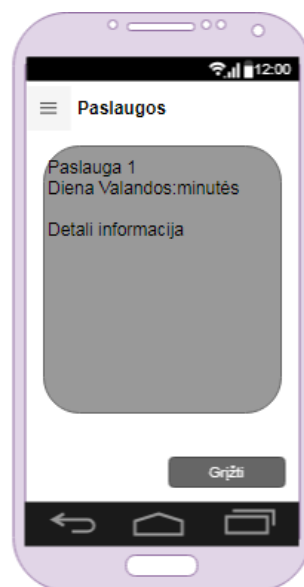 12:00
Paslaugos
Paslauga 1
Diena Valandos:minutės
Detali informacija
Grįžti